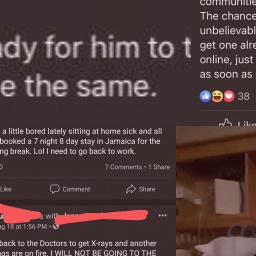 communitie
The chance
unbelievabl
get one alre
online, just
as soon as
38
Like
dy for him to t
e the same.
a little bored lately sitting at home sick and all
booked a 7 night 8 day stay in Jamaica for the
ng break. Lol I need to go back to work.
7 Comments • 1 Share
Like
Comment
Share
with
g 18 at 1:56 PM •
back to the Doctors to get X-rays and another
gs are on fire. I WILL NOT BE GOING TO THE